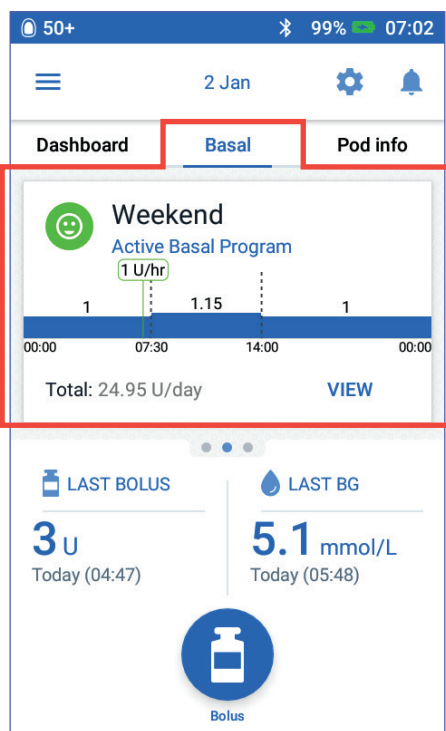 50+ 99% 07:02
2 Jan
Dashboard Basal Pod info
Weekend
Active Basal Program
1 U/hr
1 1.15 1
00:00 07:30 14:00 00:00
Total: 24.95 U/day VIEW
LAST BOLUS LAST BG
3 U 5.1 mmol/L
Today (04:47) Today (05:48)
Bolus